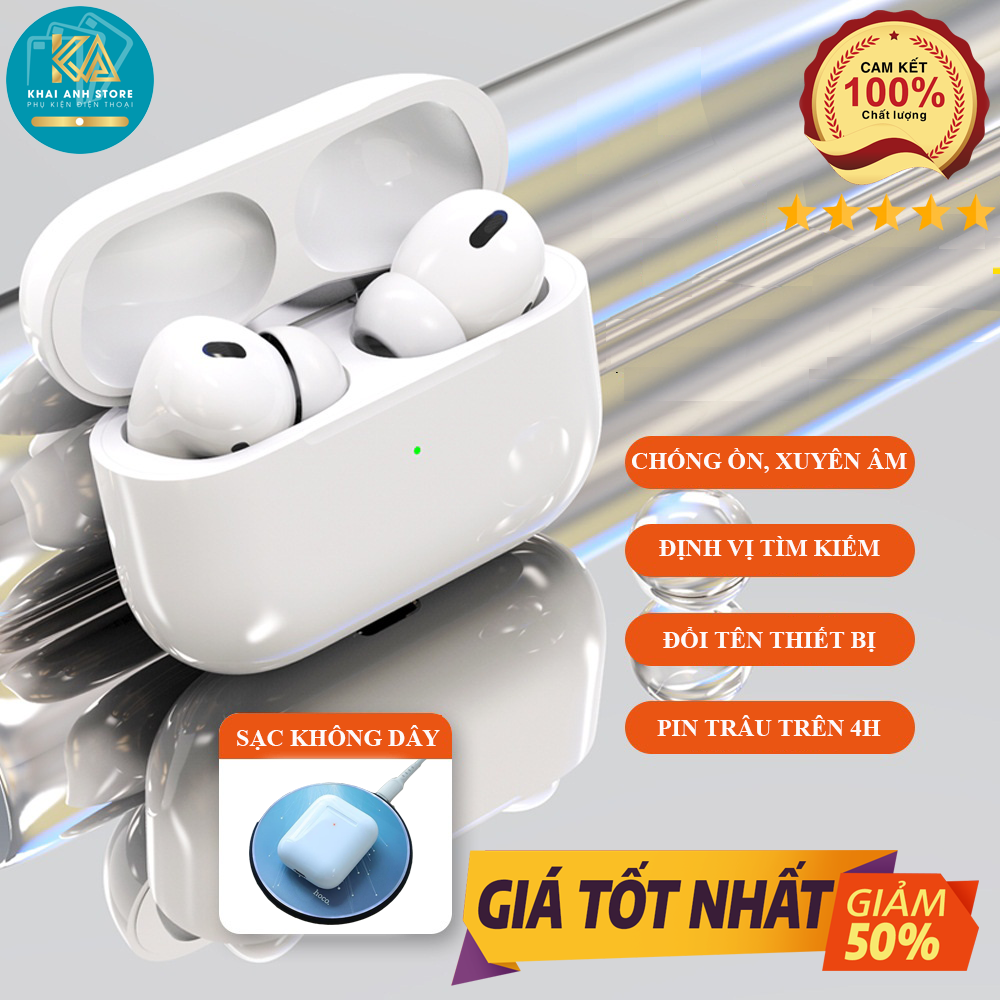 KA
KHAI ANH STORE
PHỤ KIỆN ĐIỆN THOẠI
CAM KẾT
100%
Chất lượng
CHỐNG ỒN, XUYÊN ÂM
ĐỊNH VỊ TÌM KIẾM
ĐỔI TÊN THIẾT BỊ
PIN TRÂU TRÊN 4H
SẠC KHÔNG DÂY
hoco.
GIÁ TỐT NHẤT
GIẢM
50%